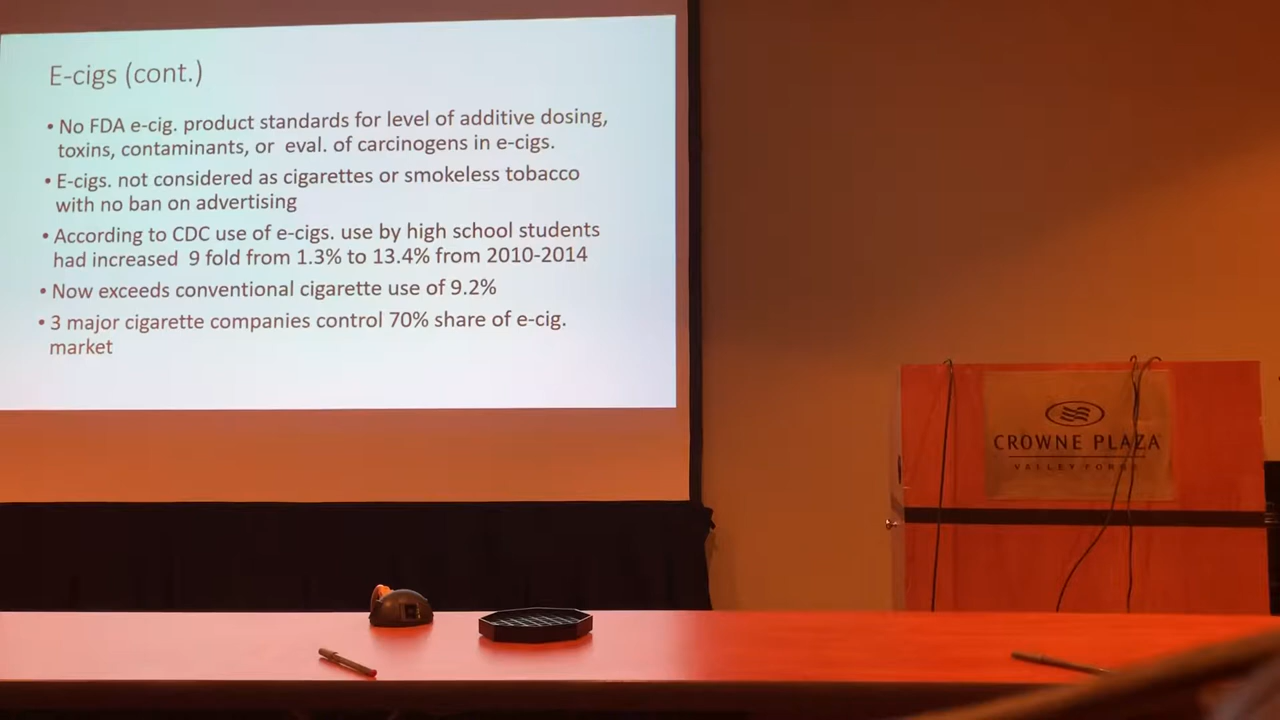 E-cigs (cont.)
• No FDA e-cig. product standards for level of additive dosing,
toxins, contaminants, or eval. of carcinogens in e-cigs.
• E-cigs. not considered as cigarettes or smokeless tobacco
with no ban on advertising
• According to CDC use of e-cigs. use by high school students
had increased 9 fold from 1.3% to 13.4% from 2010-2014
• Now exceeds conventional cigarette use of 9.2%
• 3 major cigarette companies control 70% share of e-cig.
market
CROWNE PLAZA
VALLEY FORGE